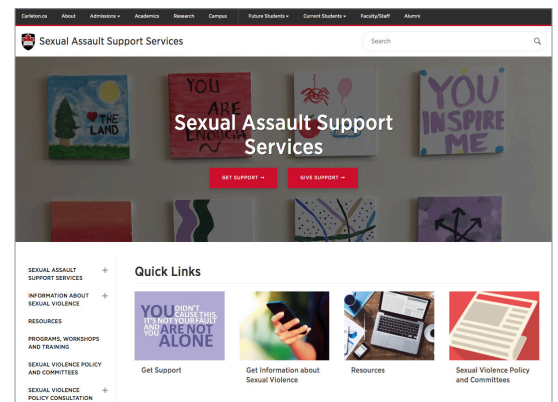 Carleton.ca About Admissions Academics Research Campus Future Students Current Students Faculty/Staff Alumni
Sexual Assault Support Services
Search
THE
LAND
YOU
ARE
ENOUGH
YOU
INSPIRE
ME
Sexual Assault Support
Services
GET SUPPORT → GIVE SUPPORT →
SEXUAL ASSAULT
SUPPORT SERVICES
INFORMATION ABOUT
SEXUAL VIOLENCE
RESOURCES
PROGRAMS, WORKSHOPS
AND TRAINING
SEXUAL VIOLENCE POLICY
AND COMMITTEES
SEXUAL VIOLENCE
POLICY CONSULTATION
Quick Links
YOU DIDN'T
CAUSE THIS.
IT'S NOT YOUR FAULT
AND YOU ARE NOT
ALONE
Get Support
Get Information about
Sexual Violence
Resources
Sexual Violence Policy
and Committees